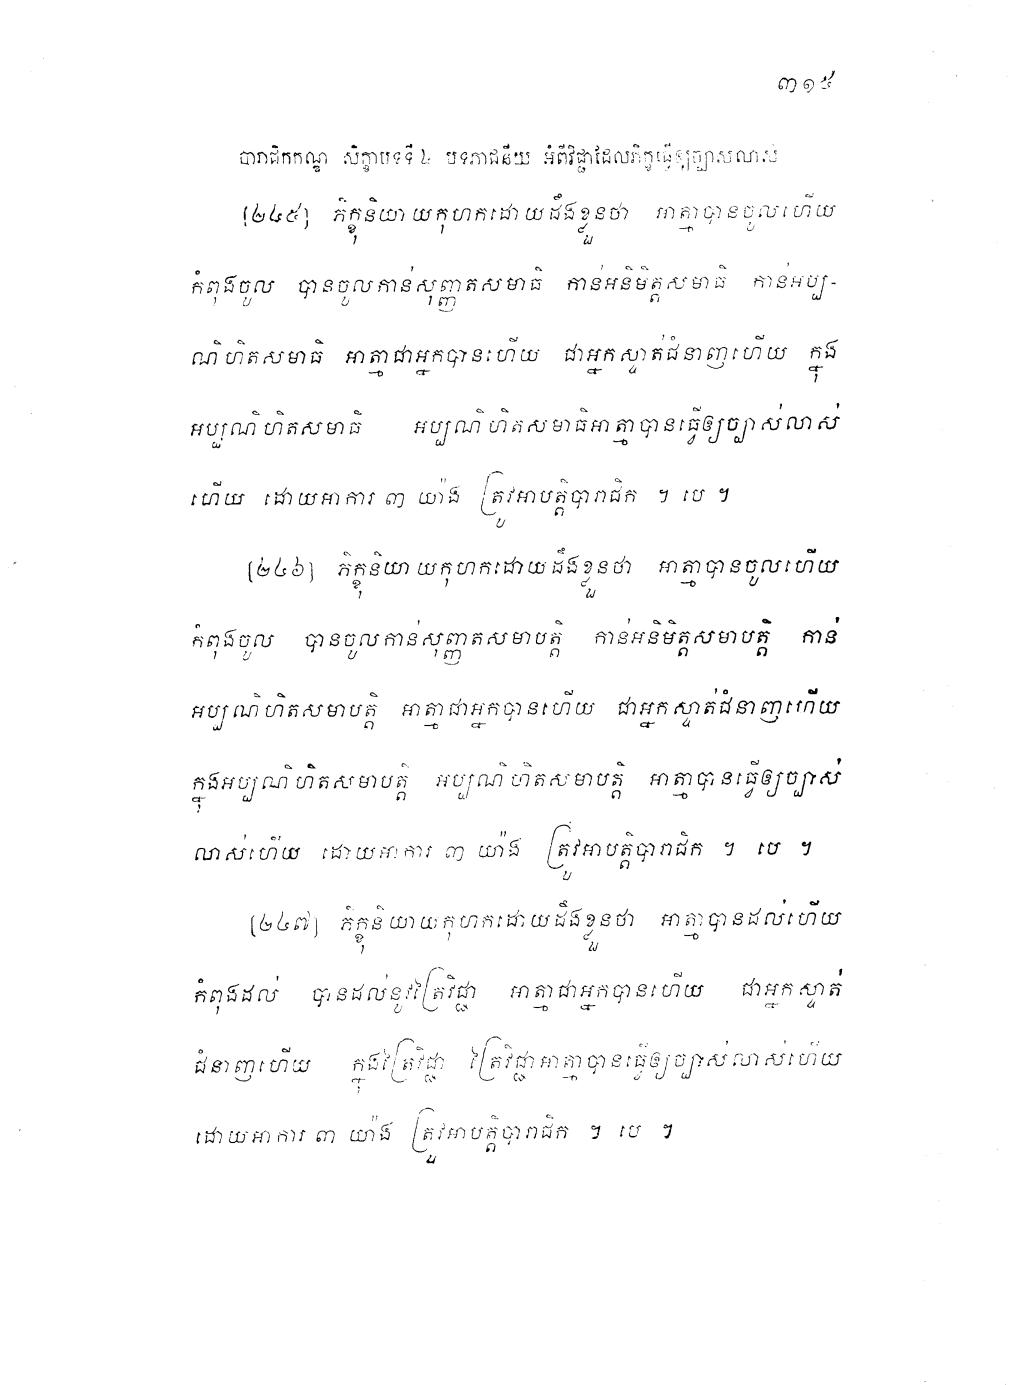 ៣១៥
បារាជិកកណ្ឌ សិក្ខាបទទី៤ បទភាជនីយ អំពីវិជ្ជាដែលភិក្ខុធ្វើឲ្យច្បាស់លាស់
[២៤៥] ភិក្ខុនិយាយកុហកដោយដឹងខ្លួនថា អាត្មាបានចូលហើយ
កំពុងចូល បានចូលកាន់សុញ្ញតសមាធិ កាន់អនិមិត្តសមាធិ កាន់អប្ប-
ណិហិតសមាធិ អាត្មាជាអ្នកបានហើយ ជាអ្នកស្ទាត់ជំនាញហើយ ក្នុង
អប្បណិហិតសមាធិ អប្បណិហិតសមាធិអាត្មាបានធ្វើឲ្យច្បាស់លាស់
ហើយ ដោយអាការ ៣ យ៉ាង ត្រូវអាបត្តិបារាជិក ។ បេ ។
[២៤៦] ភិក្ខុនិយាយកុហកដោយដឹងខ្លួនថា អាត្មាបានចូលហើយ
កំពុងចូល បានចូលកាន់សុញ្ញតសមាបត្តិ កាន់អនិមិត្តសមាបត្តិ កាន់
អប្បណិហិតសមាបត្តិ អាត្មាជាអ្នកបានហើយ ជាអ្នកស្ទាត់ជំនាញហើយ
ក្នុងអប្បណិហិតសមាបត្តិ អប្បណិហិតសមាបត្តិ អាត្មាបានធ្វើឲ្យច្បាស់
លាស់ហើយ ដោយអាការ ៣ យ៉ាង ត្រូវអាបត្តិបារាជិក ។ បេ ។
[២៤៧] ភិក្ខុនិយាយកុហកដោយដឹងខ្លួនថា អាត្មាបានដល់ហើយ
កំពុងដល់ បានដល់នូវត្រៃវិជ្ជា អាត្មាជាអ្នកបានហើយ ជាអ្នកស្ទាត់
ជំនាញហើយ ក្នុងត្រៃវិជ្ជា ត្រៃវិជ្ជាអាត្មាបានធ្វើឲ្យច្បាស់លាស់ហើយ
ដោយអាការ ៣ យ៉ាង ត្រូវអាបត្តិបារាជិក ។ បេ ។